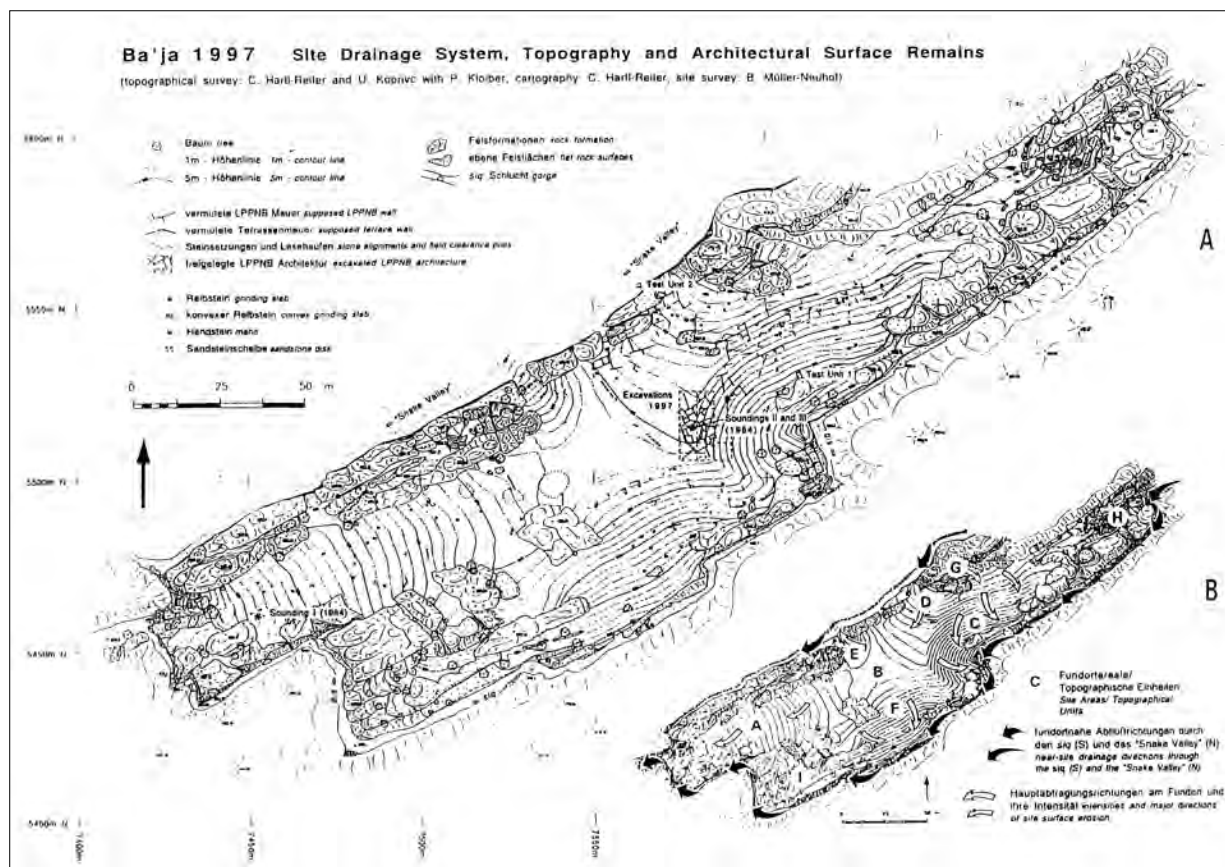 Ba'ja 1997 Site Drainage System, Topography and Architectural Surface Remains
(topographical survey: C. Hartl-Reiter and U. Koprivc with P. Kloiber, cartography: C. Hartl-Reiter, site survey: B. Müller-Neuhof)
Baum tree
1m - Höhenlinie 1m - contour line
5m - Höhenlinie 5m - contour line
Felsformationen rock formation
ebene Felsflächen flat rock surfaces
siq Schlucht gorge
vermutete LPPNB Mauer supposed LPPNB wall
vermutete Terrassenmauer supposed terrace wall
Steinsetzungen und Lesehaufen stone alignments and field clearance piles
freigelegte LPPNB Architektur excavated LPPNB architecture
Reibstein grinding slab
konvexer Reibstein convex grinding slab
Handstein mano
Sandsteinscheibe sandstone disk
0 25 50 m
5550m N
5500m N
5450m N
5400m N
7450m
7550m
"Snake Valley"
Test Unit 2
"Snake Valley"
Test Unit 1
Excavations
1997
Soundings II and III
(1984)
Sounding I (1984)
siq
A
B
H
G
D
C
E
B
F
A
I
C
Fundortareale/
Topographische Einheiten
Site Areas/ Topographical
Units
fundortnahe Abflußrichtungen durch
den siq (S) und das "Snake Valley" (N)
near-site drainage directions through
the siq (S) and the "Snake Valley" (N)
Hauptabtragungsrichtungen am Fundort und
ihre Intensität intensities and major directions
of site surface erosion